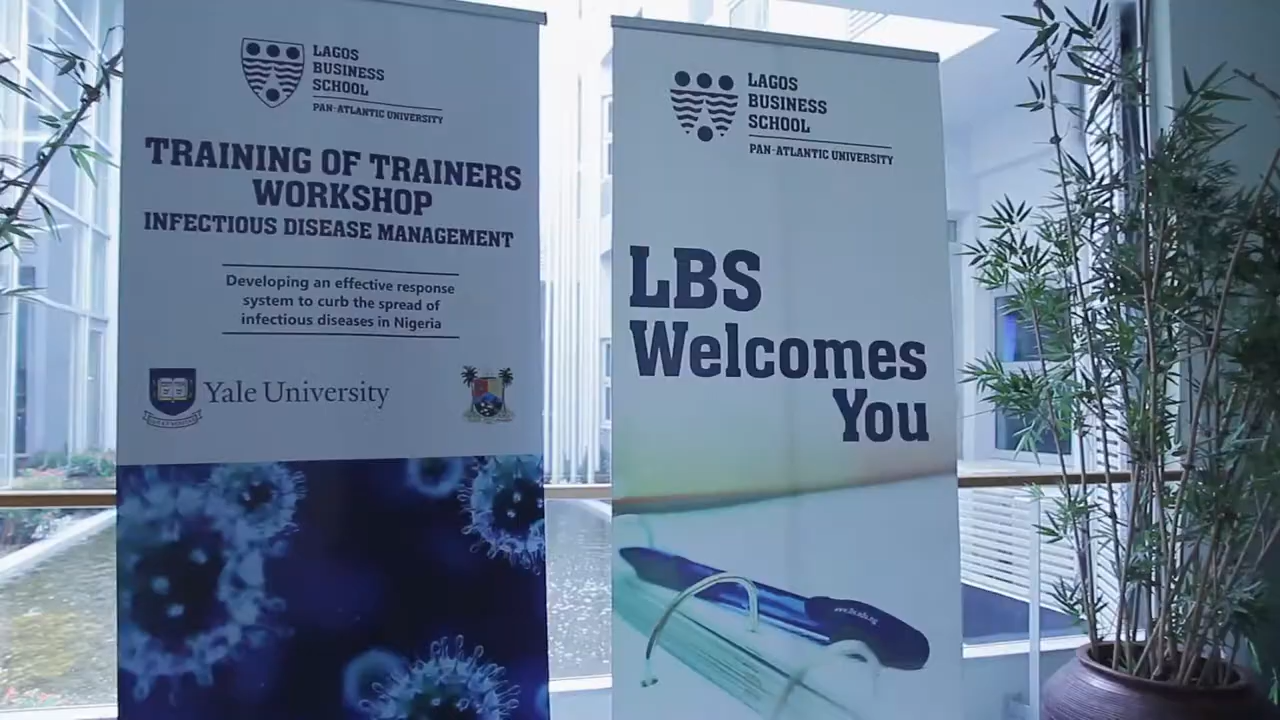 LAGOS
BUSINESS
SCHOOL
PAN-ATLANTIC UNIVERSITY
TRAINING OF TRAINERS
WORKSHOP
INFECTIOUS DISEASE MANAGEMENT
Developing an effective response
system to curb the spread of
infectious diseases in Nigeria
Yale University
LAGOS
BUSINESS
SCHOOL
PAN-ATLANTIC UNIVERSITY
LBS
Welcomes
You